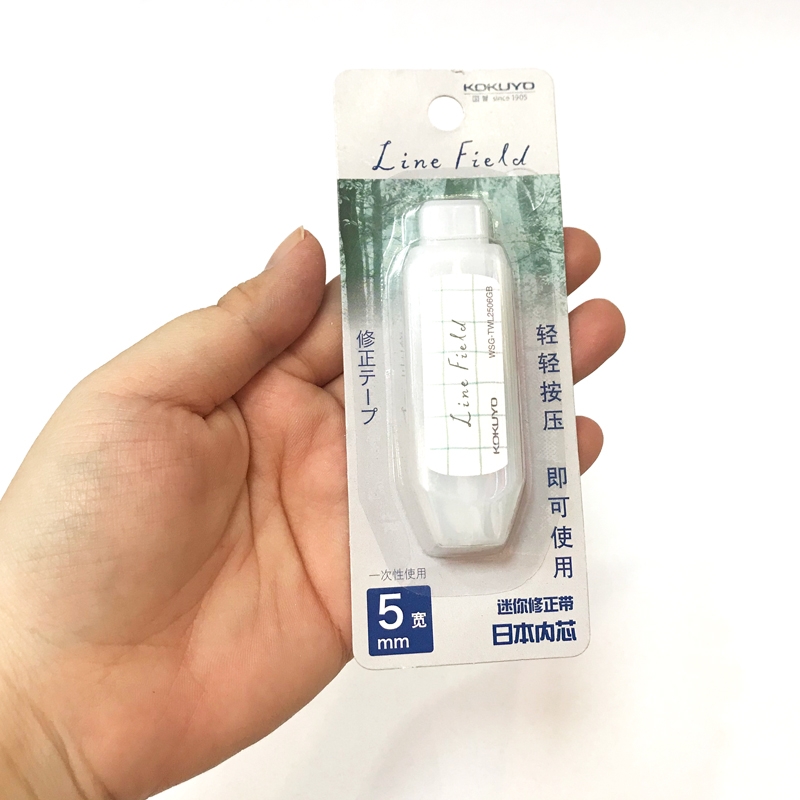 KOKUYO
国誉 since 1905
Line Field
Line Field
WSG-TWL2506GB
KOKUYO
修正テープ
轻轻按压 即可使用
一次性使用
5 宽
mm
迷你修正带
日本内芯